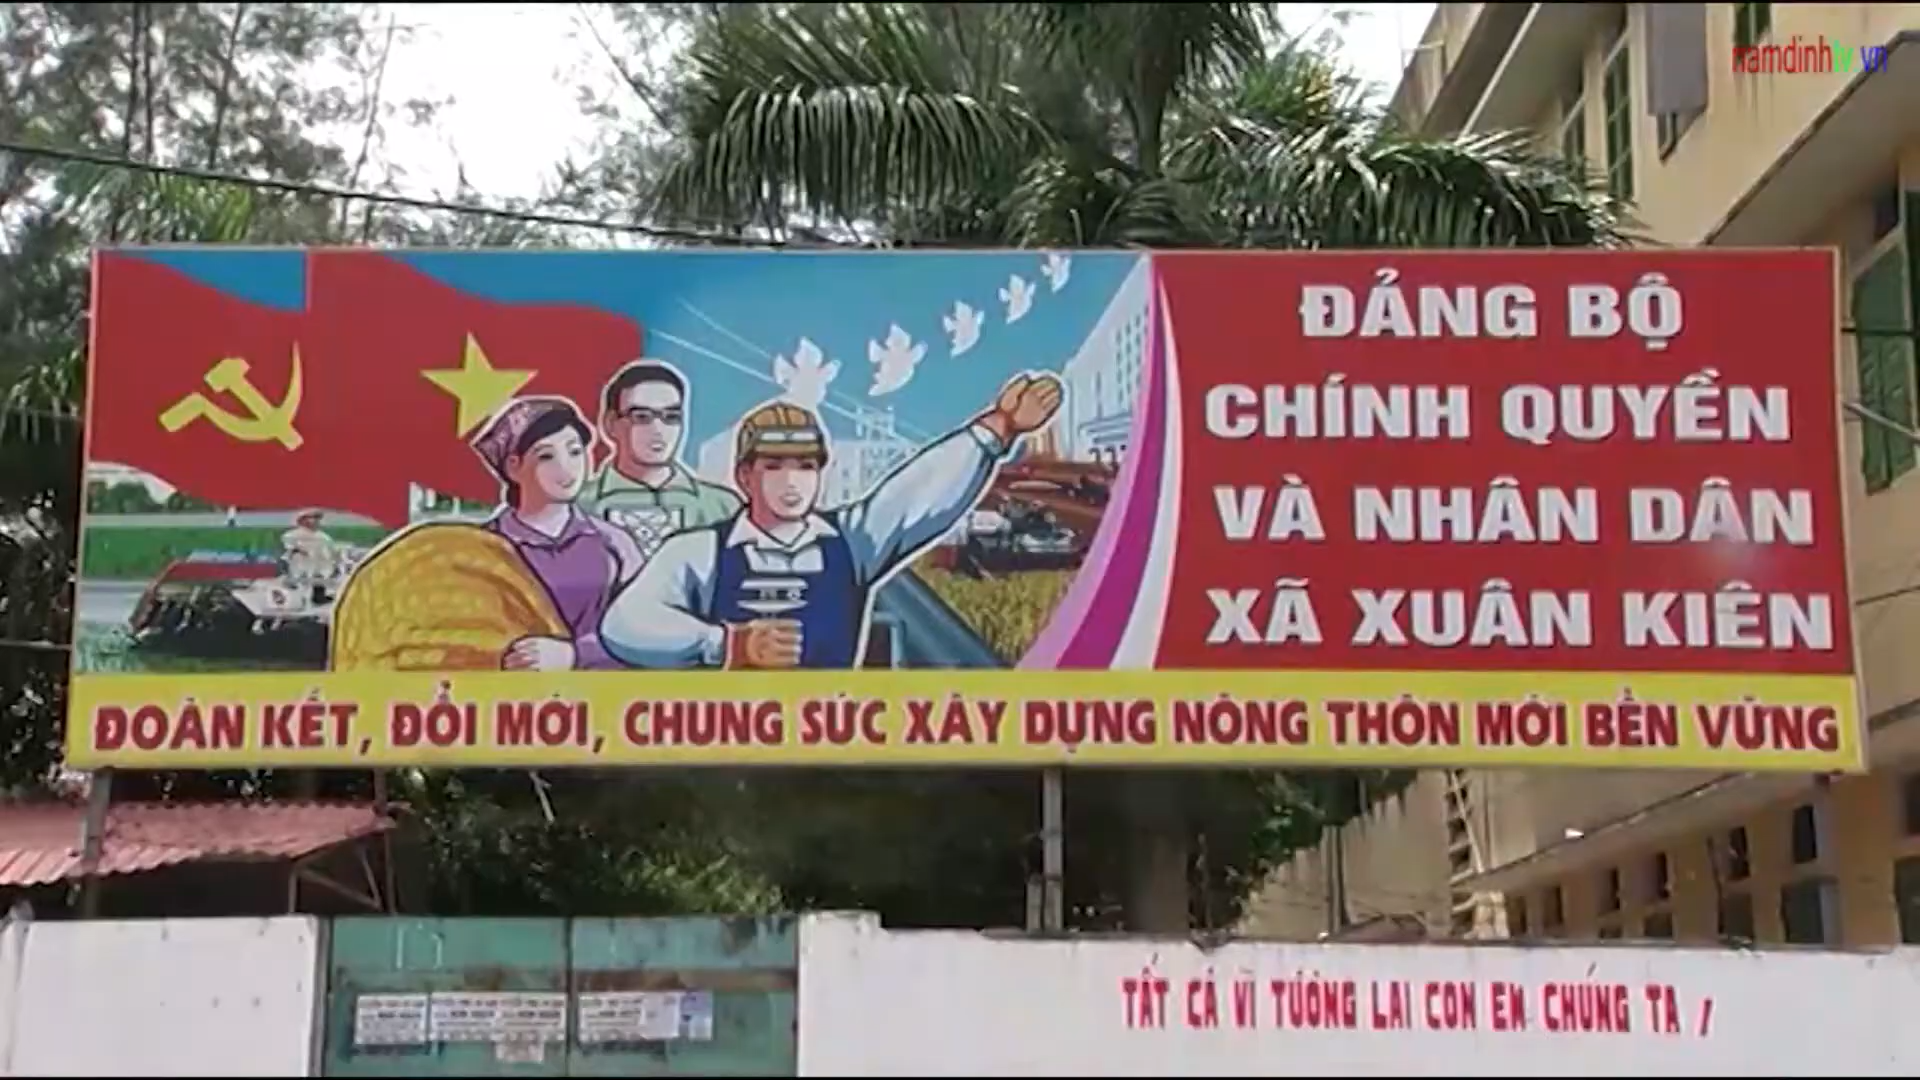 namdinhtv.vn
ĐẢNG BỘ
CHÍNH QUYỀN
VÀ NHÂN DÂN
XÃ XUÂN KIÊN
ĐOÀN KẾT, ĐỔI MỚI, CHUNG SỨC XÂY DỰNG NÔNG THÔN MỚI BỀN VỮNG
TẤT CẢ VÌ TƯƠNG LAI CON EM CHÚNG TA !